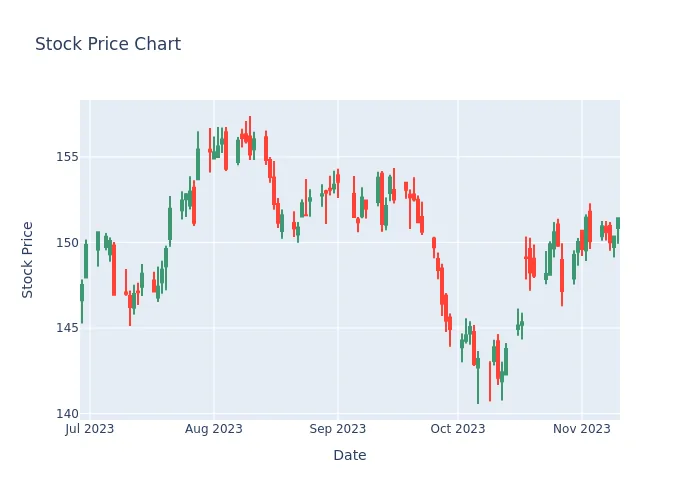 Stock Price Chart
Stock Price
155
150
145
140
Jul 2023
Aug 2023
Sep 2023
Oct 2023
Nov 2023
Date